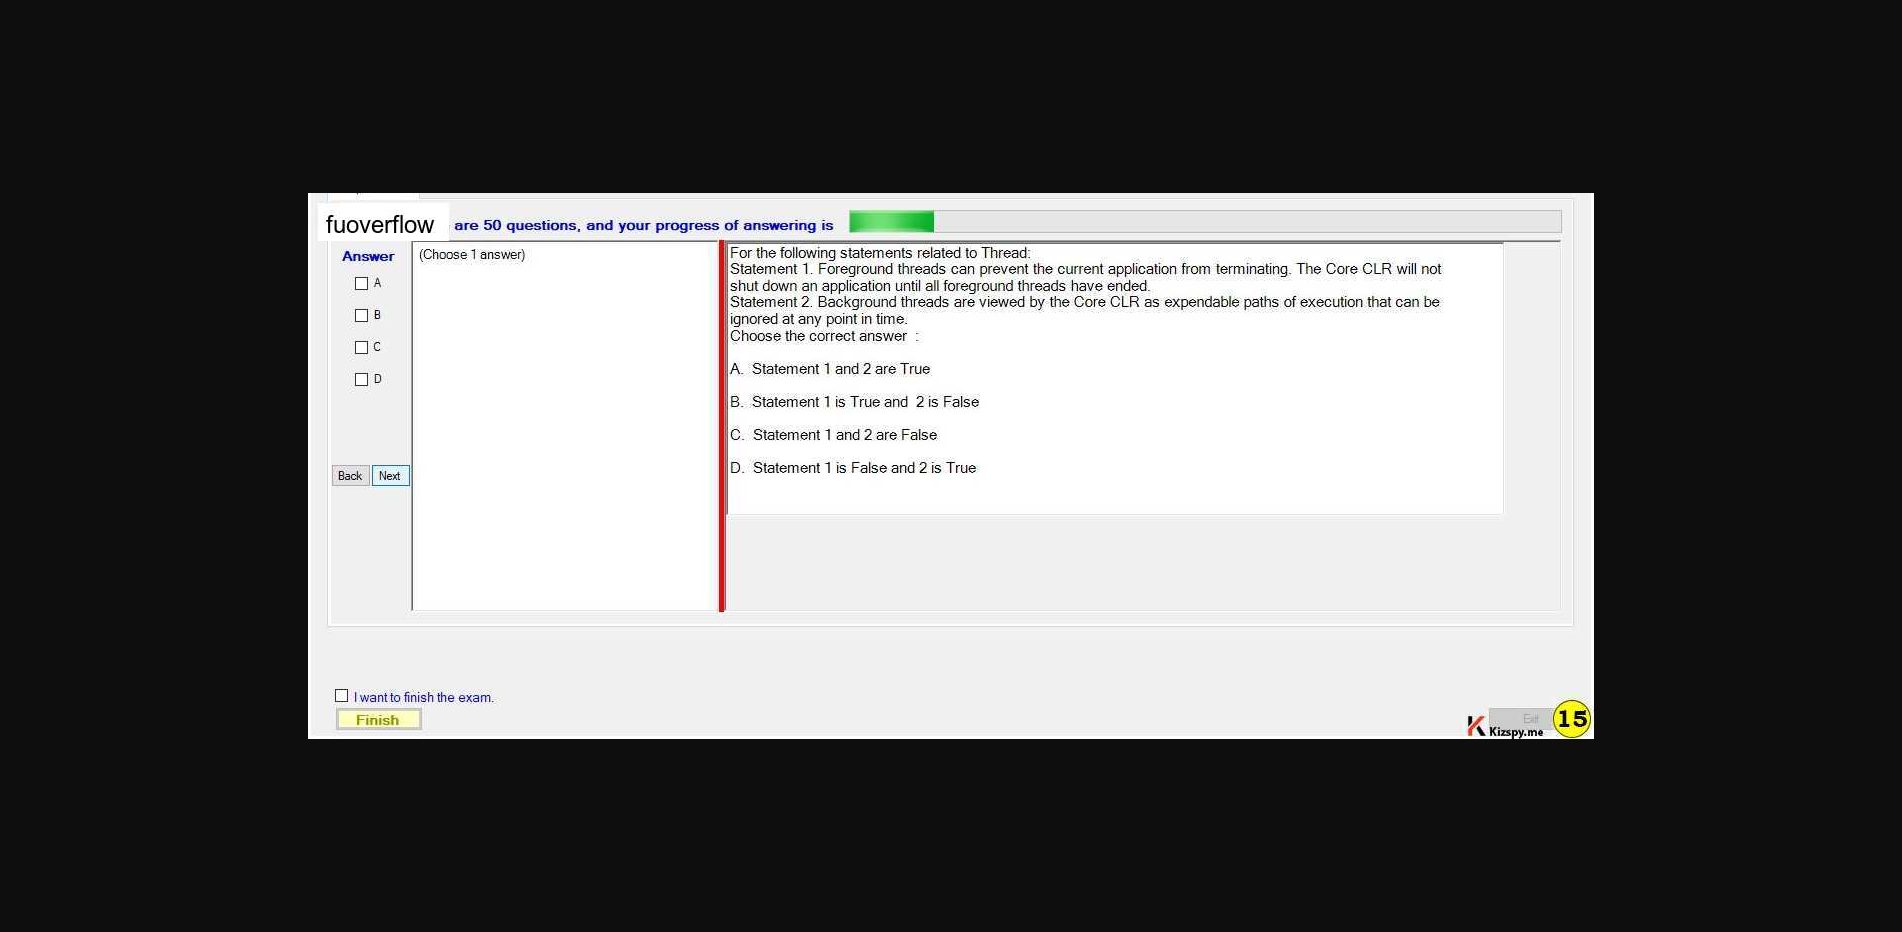 fuoverflow are 50 questions, and your progress of answering is
Answer
A
B
C
D
Back Next
(Choose 1 answer)
For the following statements related to Thread:
Statement 1. Foreground threads can prevent the current application from terminating. The Core CLR will not
shut down an application until all foreground threads have ended.
Statement 2. Background threads are viewed by the Core CLR as expendable paths of execution that can be
ignored at any point in time.
Choose the correct answer :
A. Statement 1 and 2 are True
B. Statement 1 is True and 2 is False
C. Statement 1 and 2 are False
D. Statement 1 is False and 2 is True
I want to finish the exam.
Finish
Exit
Kizspy.me
15